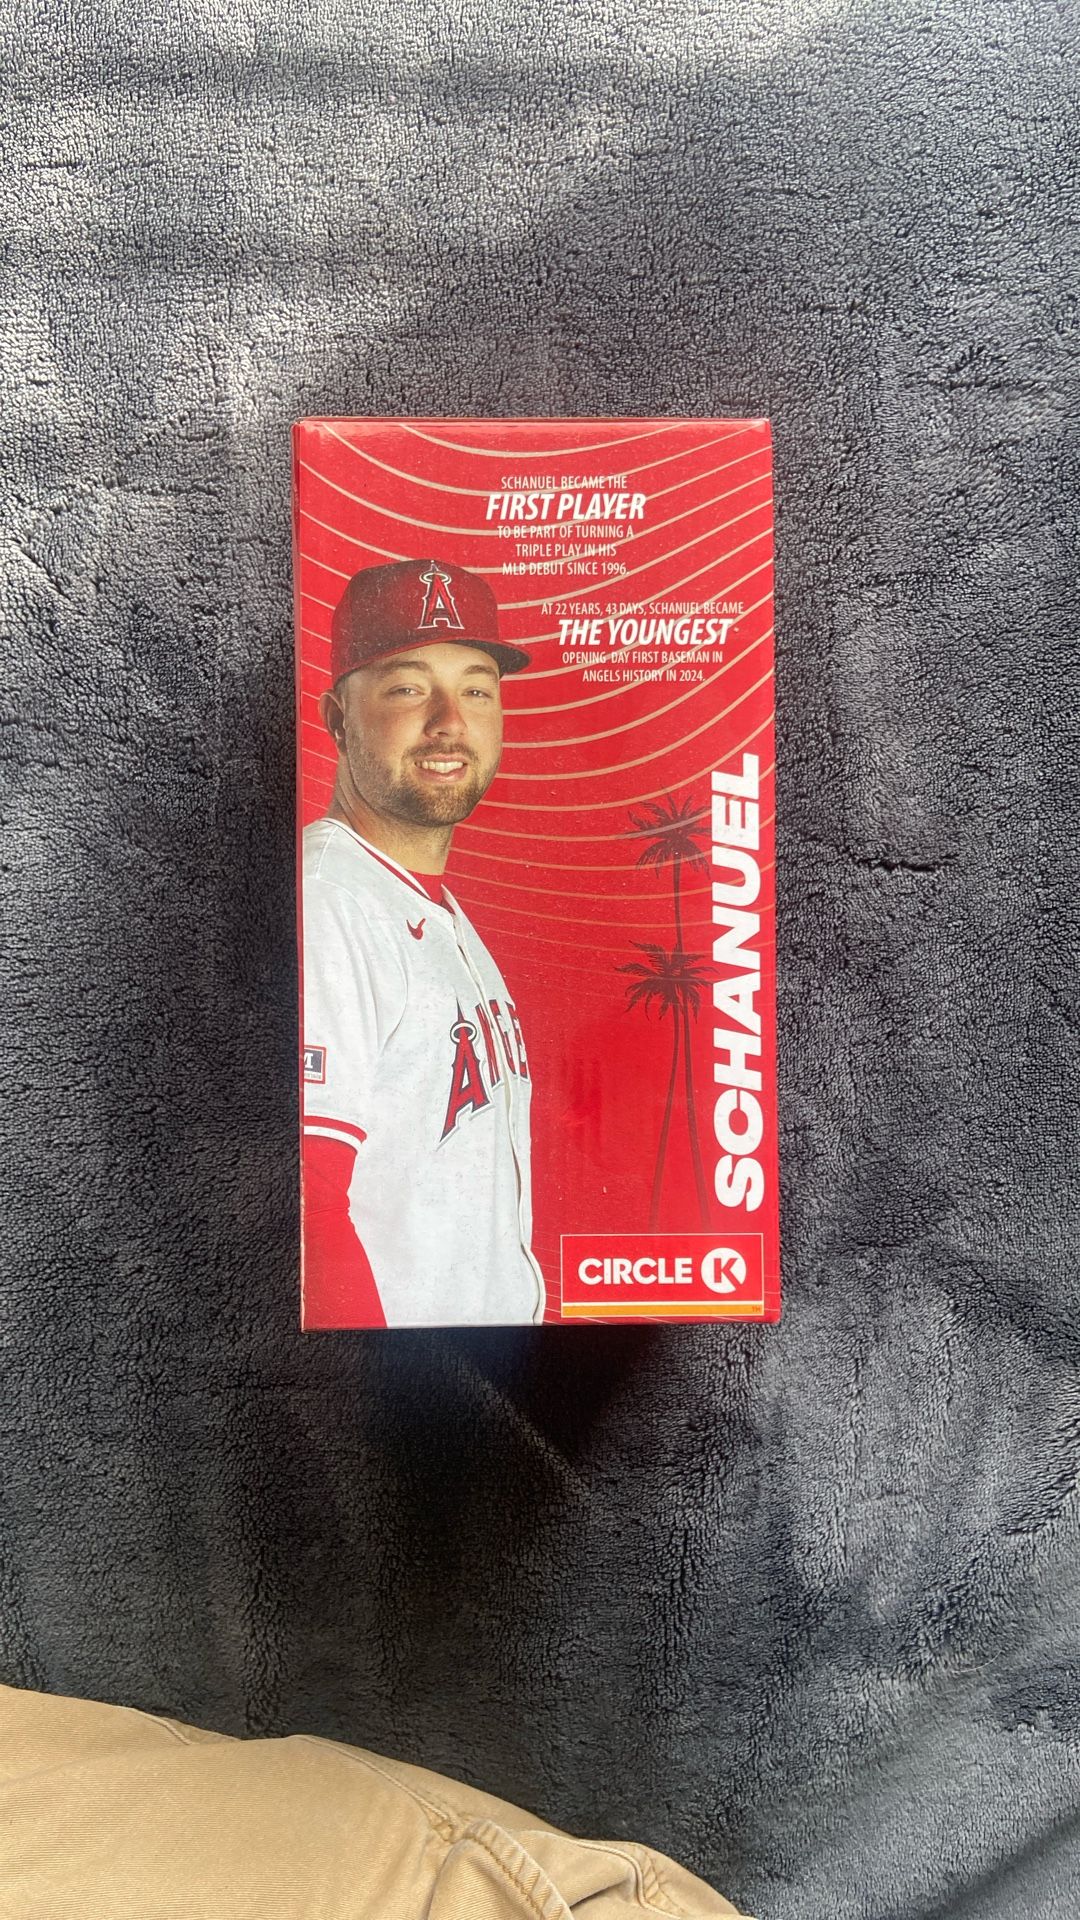 SCHANUEL BECAME THE
FIRST PLAYER
TO BE PART OF TURNING A
TRIPLE PLAY IN HIS
MLB DEBUT SINCE 1996.
AT 22 YEARS, 43 DAYS, SCHANUEL BECAME
THE YOUNGEST
OPENING DAY FIRST BASEMAN IN
ANGELS HISTORY IN 2024.
A
SCHANUEL
ANGE
CIRCLE K
TM